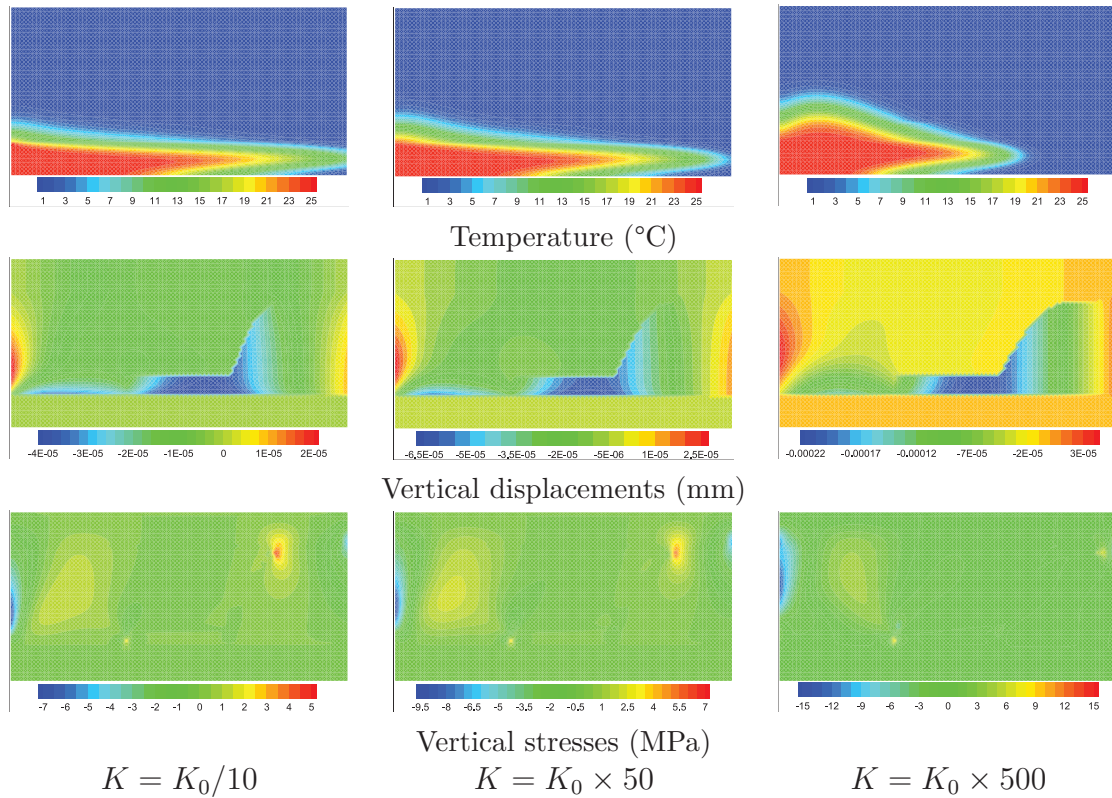 1 3 5 7 9 11 13 15 17 19 21 23 25
1 3 5 7 9 11 13 15 17 19 21 23 25
1 3 5 7 9 11 13 15 17 19 21 23 25
Temperature (°C)
-4E-05 -3E-05 -2E-05 -1E-05 0 1E-05 2E-05
-6.5E-05 -5E-05 -3.5E-05 -2E-05 -5E-06 1E-05 2.5E-05
-0.00022 -0.00017 -0.00012 -7E-05 -2E-05 3E-05
Vertical displacements (mm)
-7 -6 -5 -4 -3 -2 -1 0 1 2 3 4 5
-9.5 -8 -6.5 -5 -3.5 -2 -0.5 1 2.5 4 5.5 7
-15 -12 -9 -6 -3 0 3 6 9 12 15
Vertical stresses (MPa)
K = K₀/10
K = K₀ × 50
K = K₀ × 500